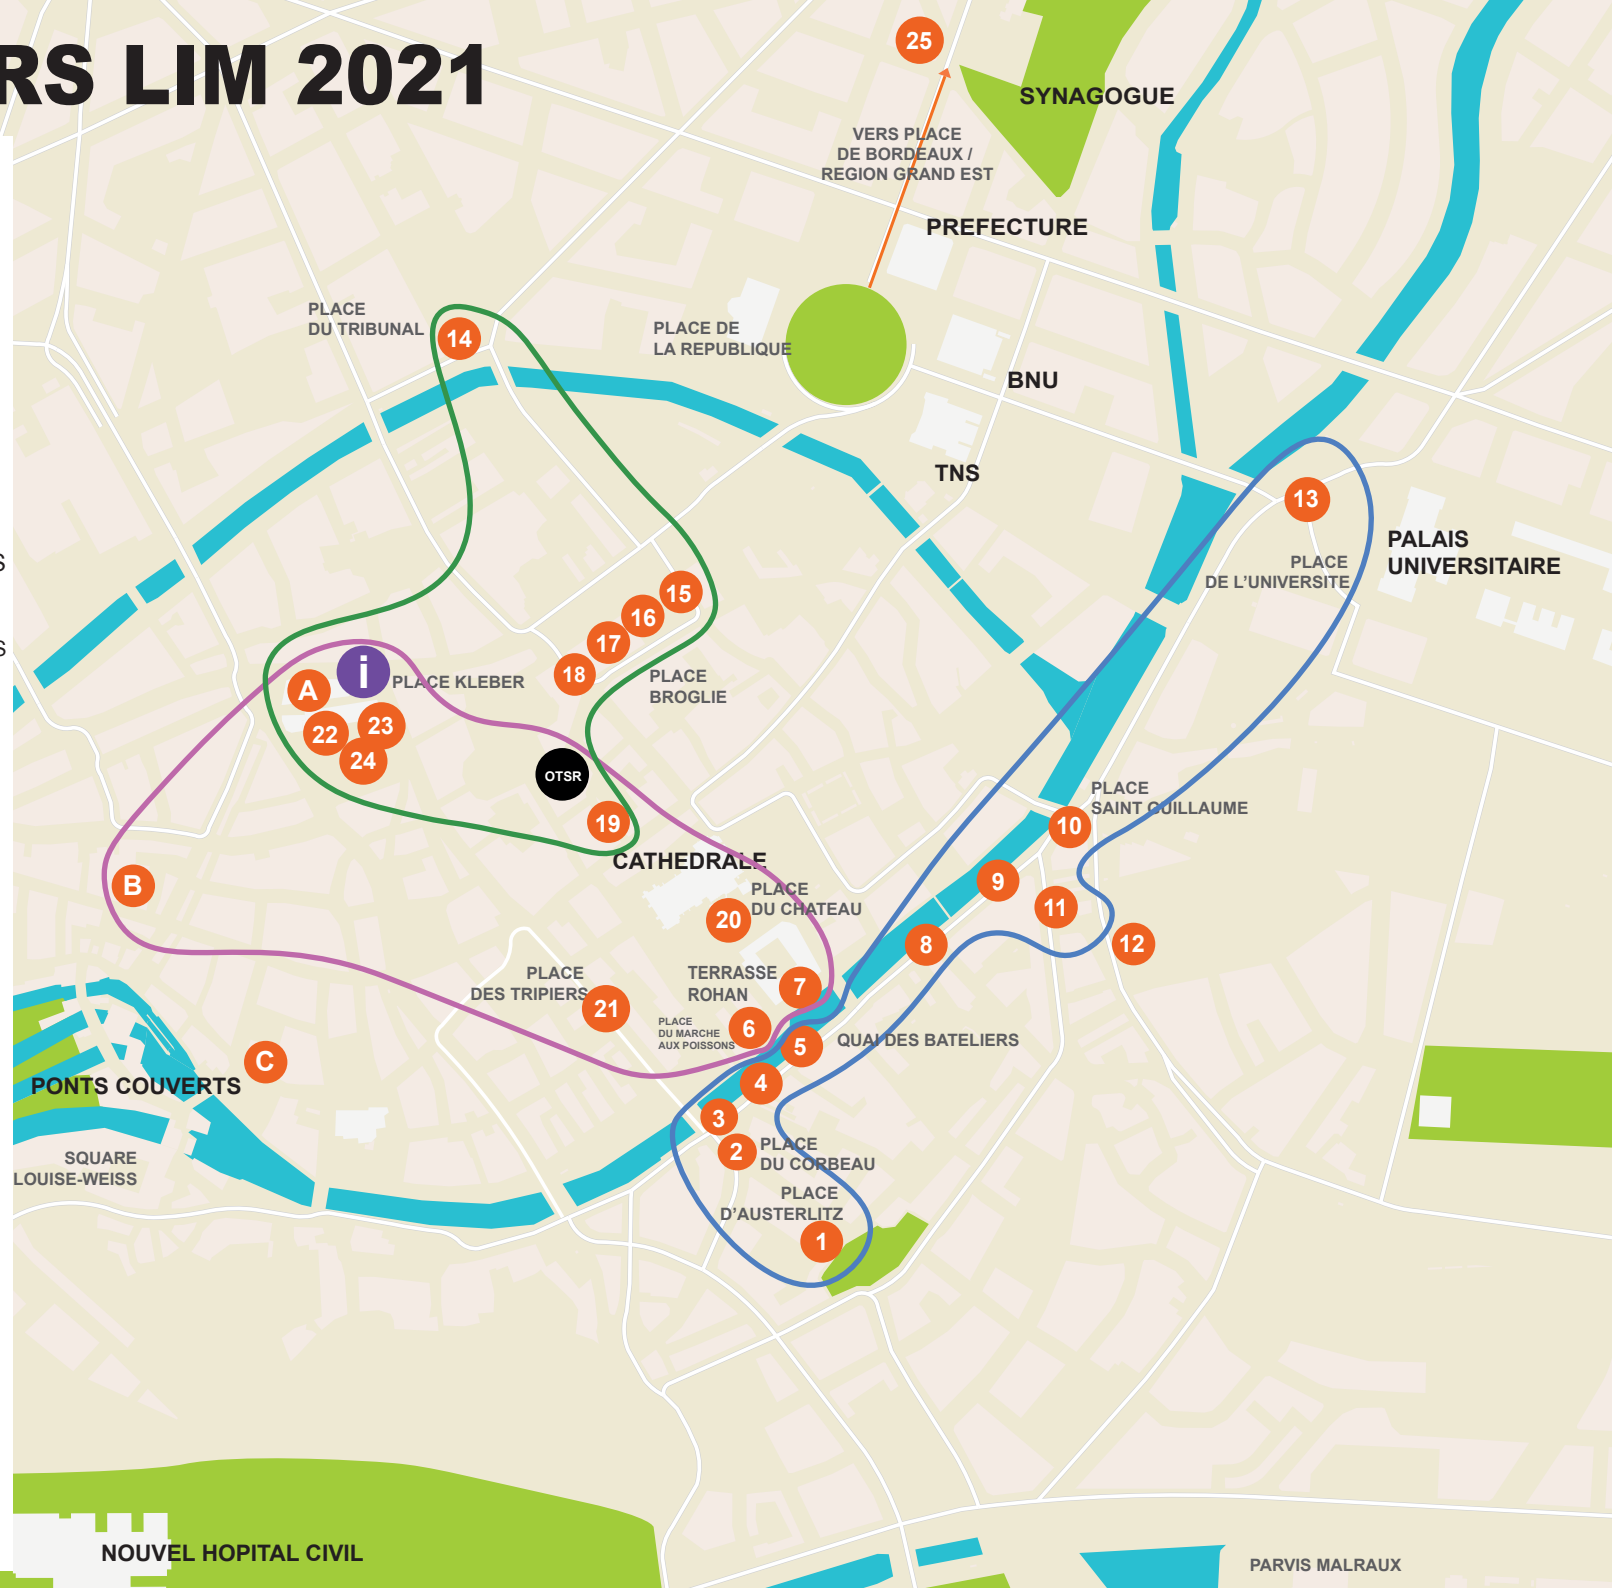 RS LIM 2021
25
SYNAGOGUE
VERS PLACE
DE BORDEAUX /
REGION GRAND EST
PREFECTURE
PLACE
DU TRIBUNAL
14
PLACE DE
LA REPUBLIQUE
BNU
TNS
13
PALAIS
UNIVERSITAIRE
PLACE
DE L'UNIVERSITE
S
S
15
16
17
18
PLACE
BROGLIE
i
PLACE KLEBER
A
22
23
24
OTSR
19
CATHEDRALE
PLACE
SAINT GUILLAUME
10
9
11
12
8
B
PLACE
DU CHATEAU
20
PLACE
DES TRIPIERS
21
TERRASSE
ROHAN
7
PLACE
DU MARCHE
AUX POISSONS
6
5
QUAI DES BATELIERS
C
PONTS COUVERTS
4
3
2
PLACE
DU CORBEAU
SQUARE
LOUISE-WEISS
PLACE
D'AUSTERLITZ
1
NOUVEL HOPITAL CIVIL
PARVIS MALRAUX